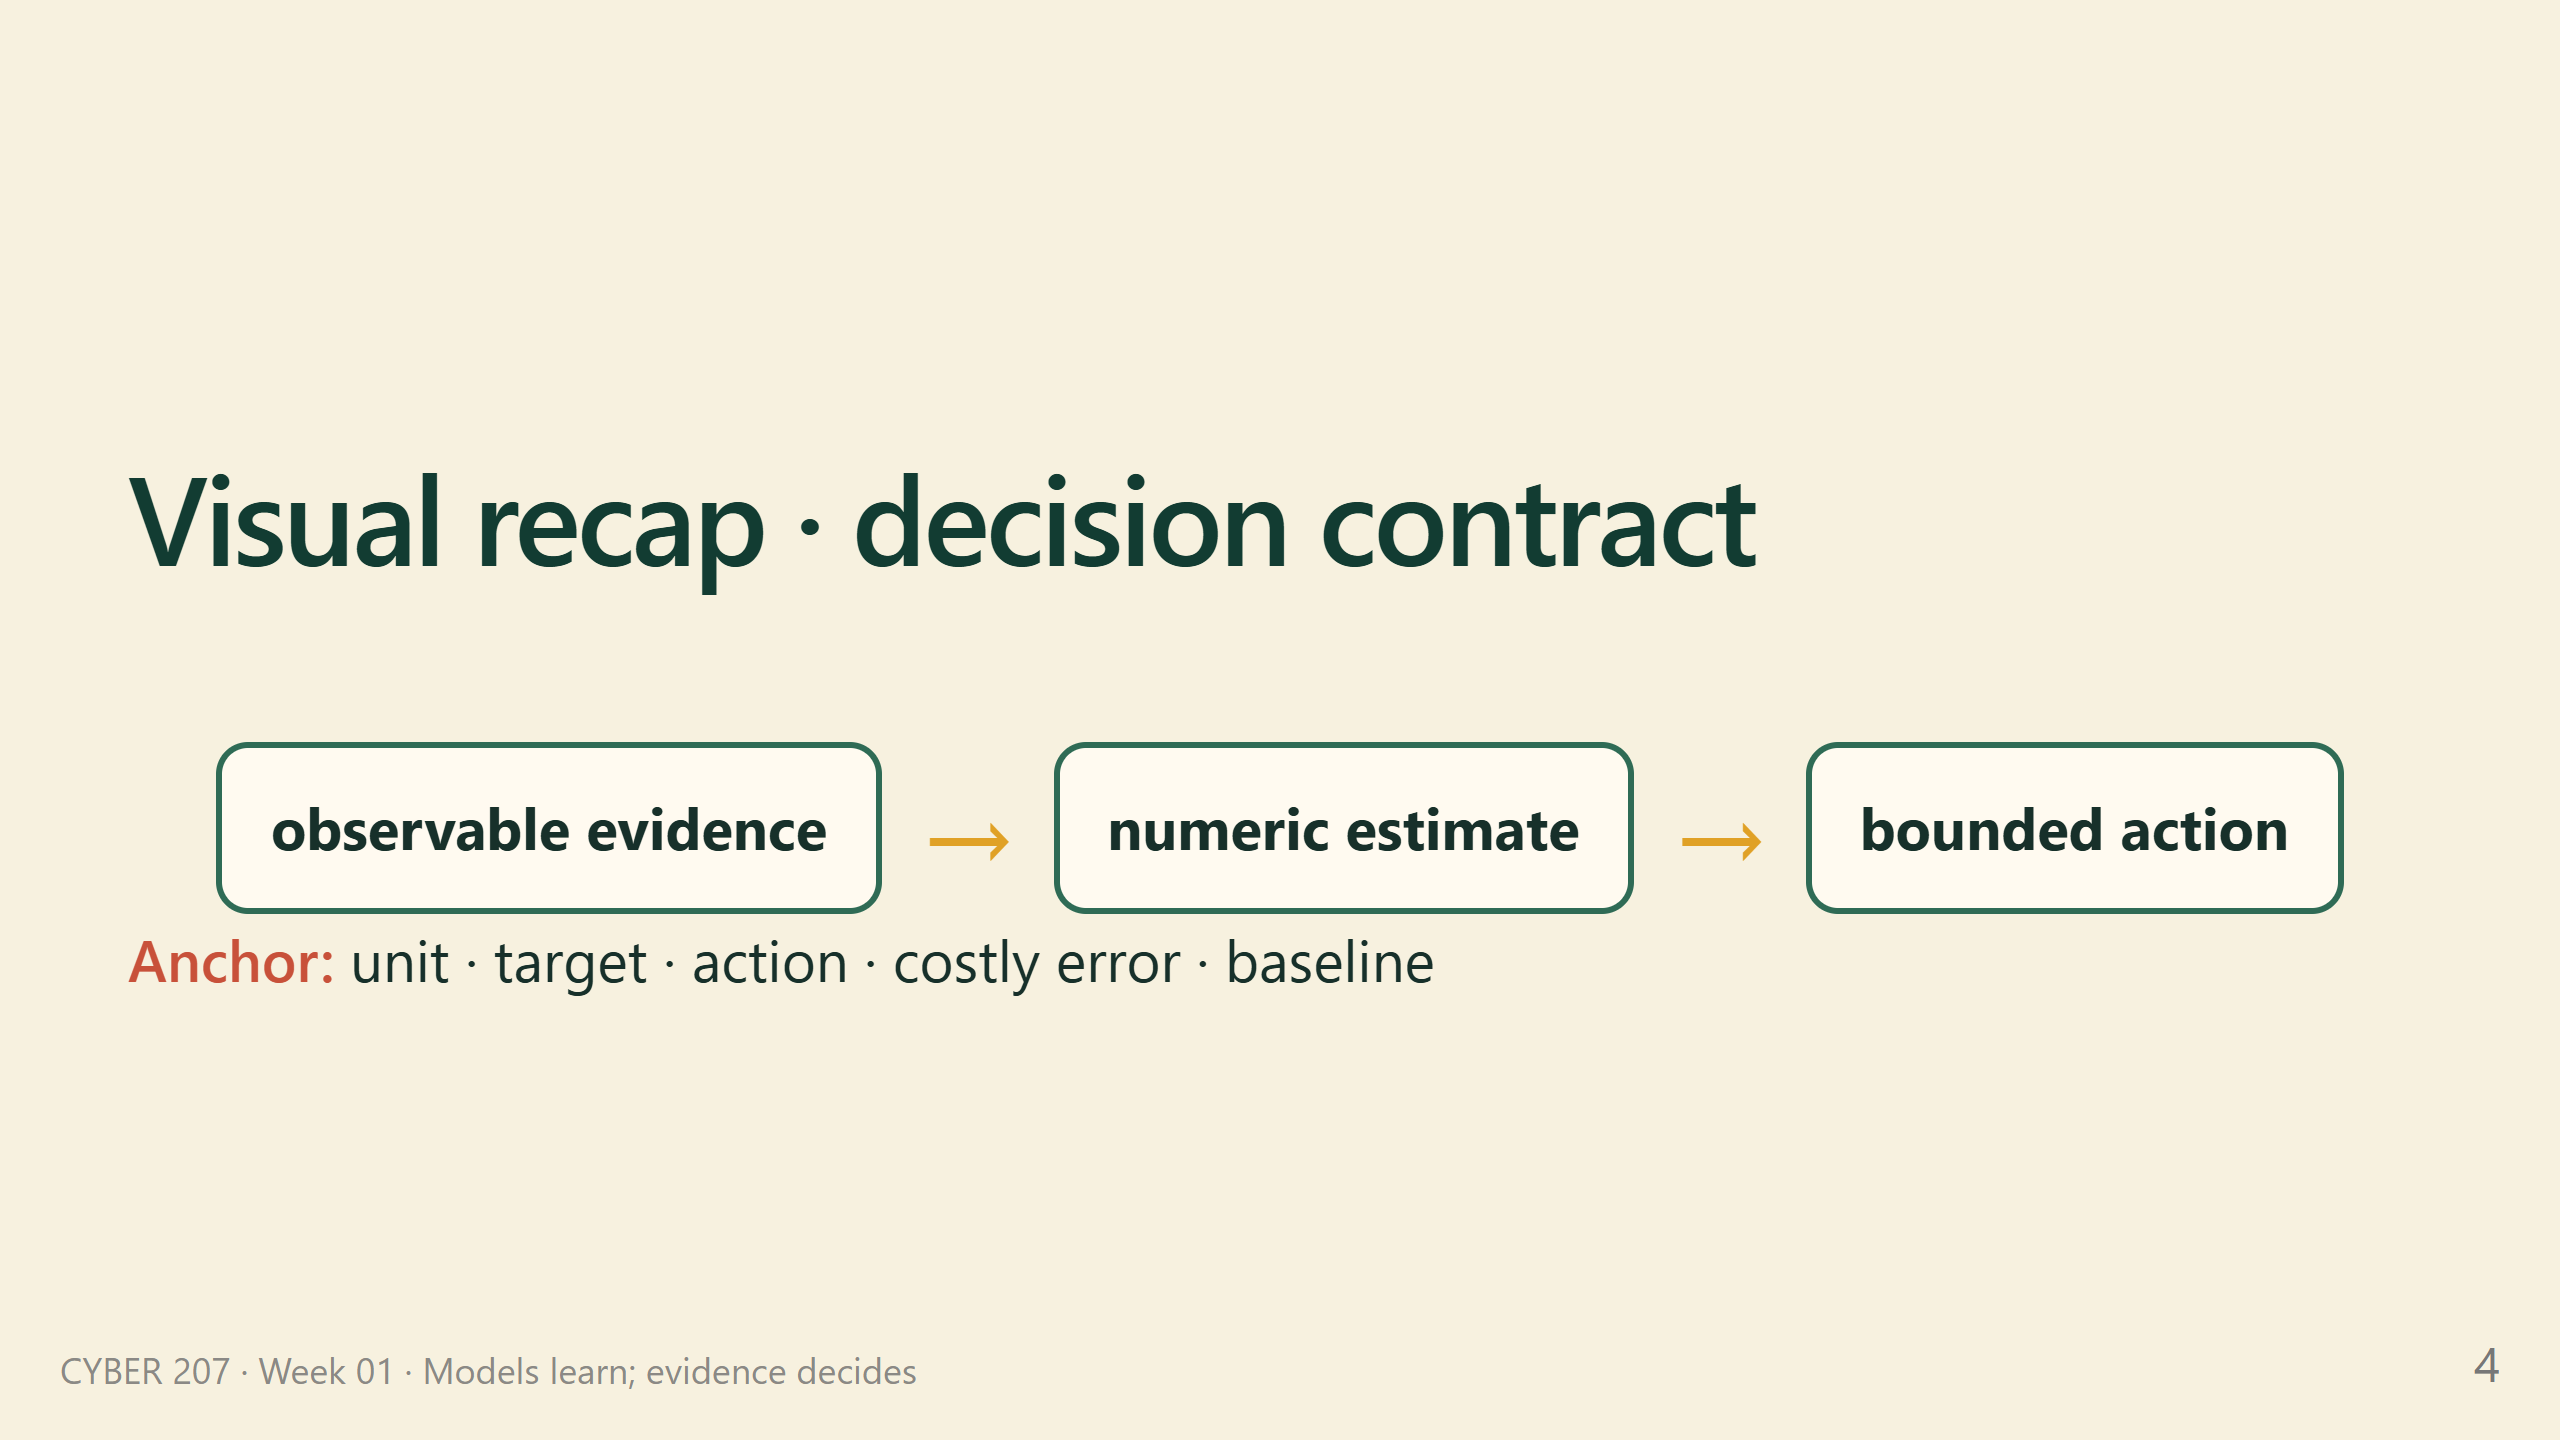 Visual recap · decision contract
observable evidence → numeric estimate → bounded action
Anchor: unit · target · action · costly error · baseline
CYBER 207 · Week 01 · Models learn; evidence decides
4